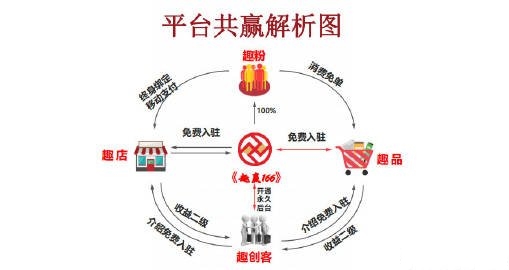 平台共赢解析图
趣粉
终身绑定
移动支付
消费免单
100%
免费入驻
免费入驻
趣店
趣品
《趣赢166》
开通
永久
后台
收益二级
介绍免费入驻
介绍免费入驻
收益二级
趣创客